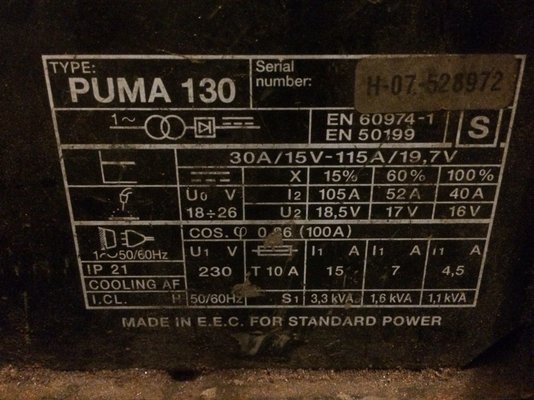 TYPE: PUMA 130 Serial number: H-07-528972
1~ EN 60974-1
EN 50199 S
30A/15V-115A/19,7V
X 15% 60% 100%
U0 V I2 105A 52A 40A
18÷26 U2 18,5V 17V 16V
COS. φ 0,86 (100A)
1~50/60Hz U1 V I1 A I1 A I1 A
IP 21 230 T 10 A 15 7 4,5
COOLING AF
I.CL. H 50/60Hz S1 3,3 kVA 1,6 kVA 1,1 kVA
MADE IN E.E.C. FOR STANDARD POWER